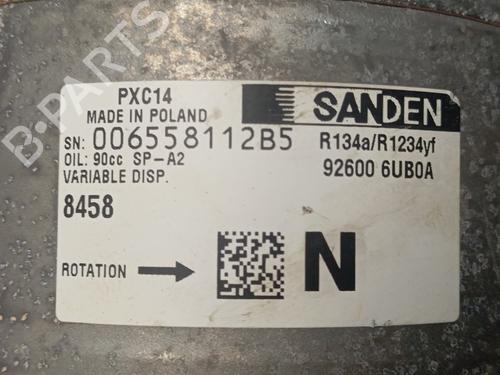 B-PARTS
PXC14
MADE IN POLAND
SANDEN
SN: 006558112B5
R134a/R1234yf
OIL: 90cc SP-A2
92600 6UB0A
VARIABLE DISP.
8458
ROTATION
N